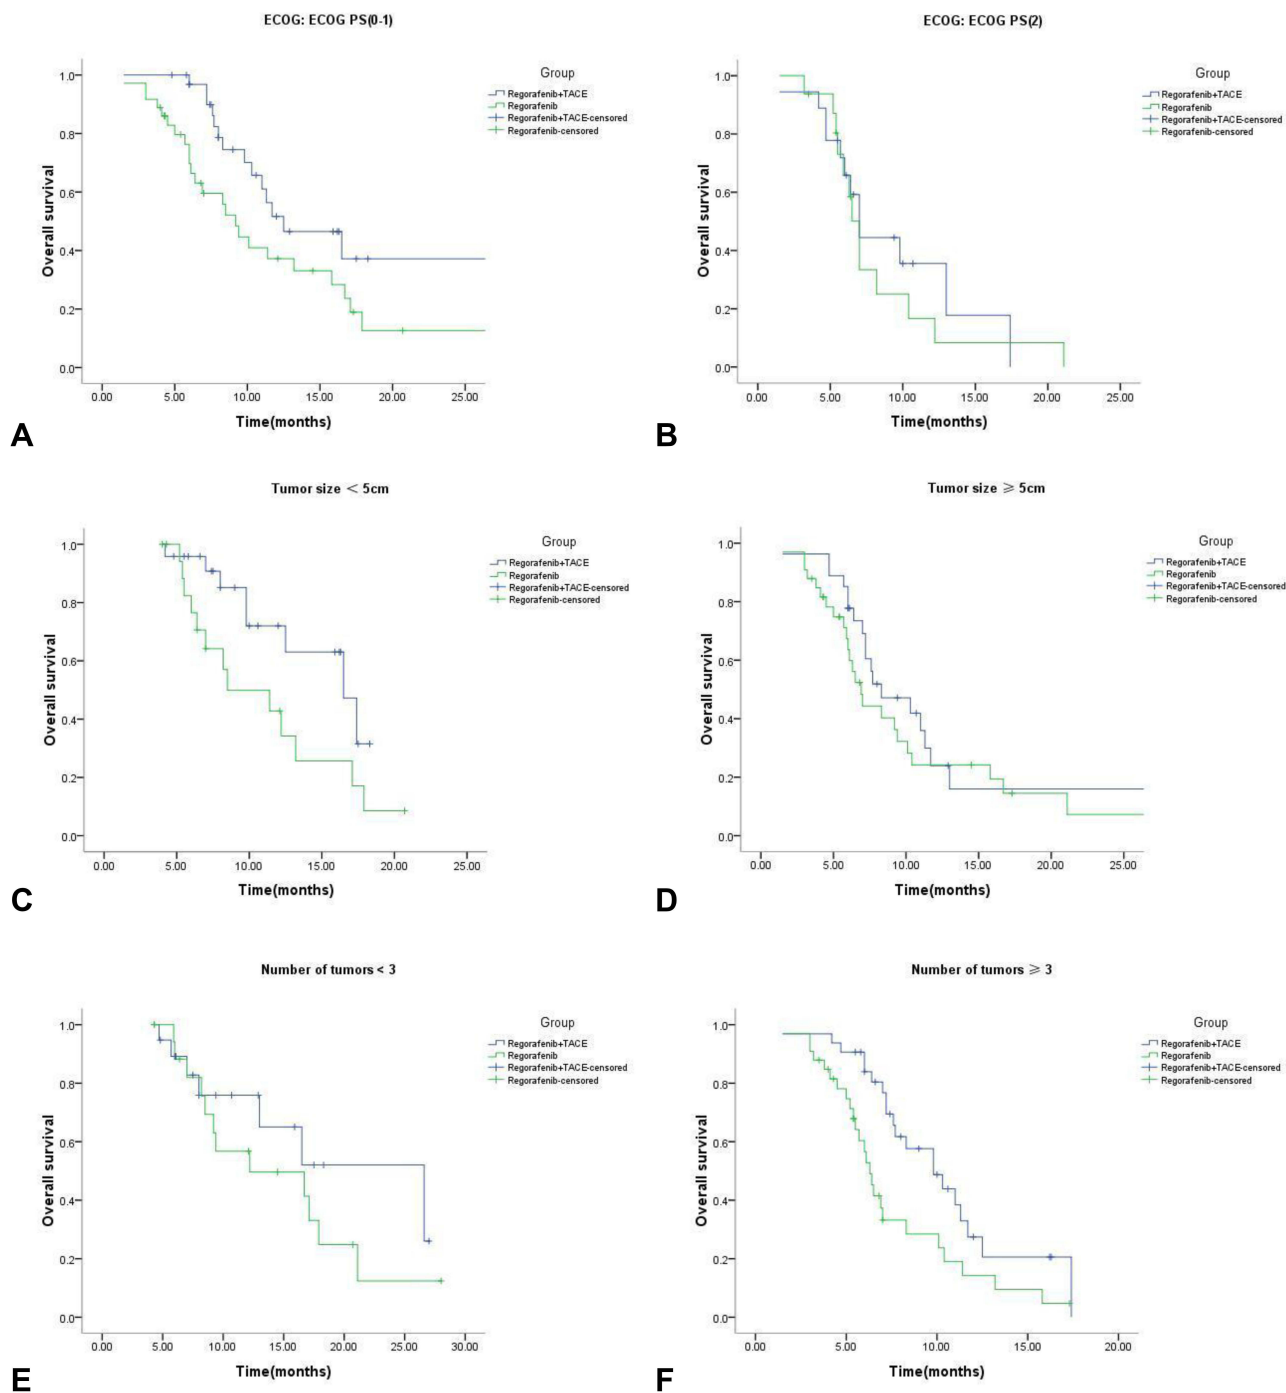 ECOG: ECOG PS(0-1)
Overall survival
1.0
0.8
0.6
0.4
0.2
0.0
0.00 5.00 10.00 15.00 20.00 25.00
Time(months)
Group
Regorafenib+TACE
Regorafenib
Regorafenib+TACE-censored
Regorafenib-censored
A
ECOG: ECOG PS(2)
Overall survival
1.0
0.8
0.6
0.4
0.2
0.0
0.00 5.00 10.00 15.00 20.00 25.00
Time(months)
Group
Regorafenib+TACE
Regorafenib
Regorafenib+TACE-censored
Regorafenib-censored
B
Tumor size < 5cm
Overall survival
1.0
0.8
0.6
0.4
0.2
0.0
0.00 5.00 10.00 15.00 20.00 25.00
Time(months)
Group
Regorafenib+TACE
Regorafenib
Regorafenib+TACE-censored
Regorafenib-censored
C
Tumor size ⩾ 5cm
Overall survival
1.0
0.8
0.6
0.4
0.2
0.0
0.00 5.00 10.00 15.00 20.00 25.00
Time(months)
Group
Regorafenib+TACE
Regorafenib
Regorafenib+TACE-censored
Regorafenib-censored
D
Number of tumors < 3
Overall survival
1.0
0.8
0.6
0.4
0.2
0.0
0.00 5.00 10.00 15.00 20.00 25.00 30.00
Time(months)
Group
Regorafenib+TACE
Regorafenib
Regorafenib+TACE-censored
Regorafenib-censored
E
Number of tumors ⩾ 3
Overall survival
1.0
0.8
0.6
0.4
0.2
0.0
0.00 5.00 10.00 15.00 20.00
Time(months)
Group
Regorafenib+TACE
Regorafenib
Regorafenib+TACE-censored
Regorafenib-censored
F